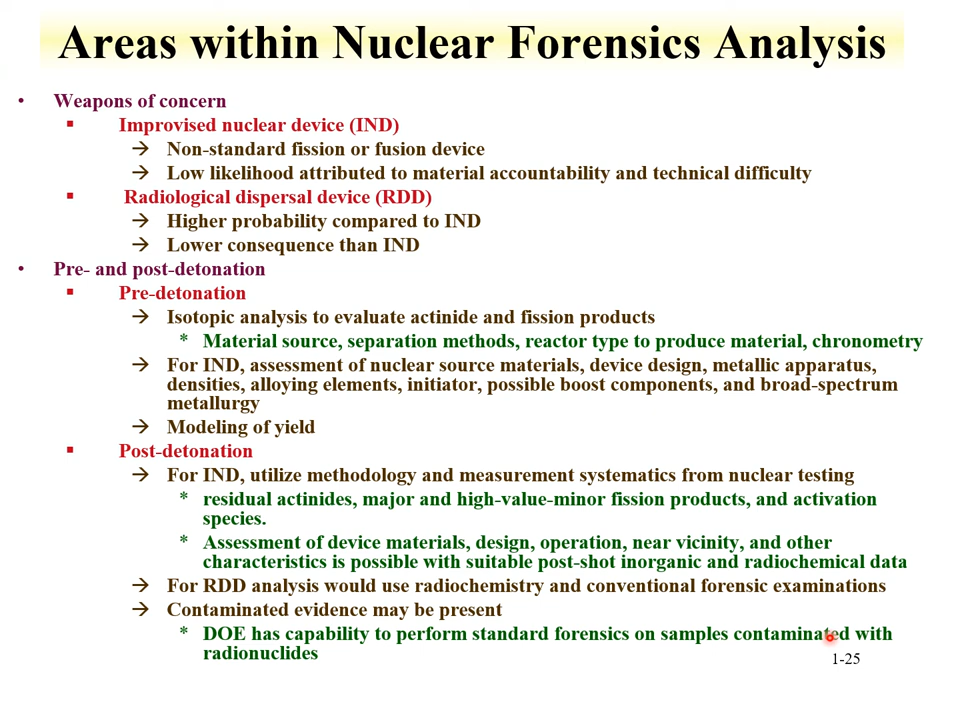 Areas within Nuclear Forensics Analysis
• Weapons of concern
▪ Improvised nuclear device (IND)
→ Non-standard fission or fusion device
→ Low likelihood attributed to material accountability and technical difficulty
▪ Radiological dispersal device (RDD)
→ Higher probability compared to IND
→ Lower consequence than IND
• Pre- and post-detonation
▪ Pre-detonation
→ Isotopic analysis to evaluate actinide and fission products
* Material source, separation methods, reactor type to produce material, chronometry
→ For IND, assessment of nuclear source materials, device design, metallic apparatus,
densities, alloying elements, initiator, possible boost components, and broad-spectrum
metallurgy
→ Modeling of yield
▪ Post-detonation
→ For IND, utilize methodology and measurement systematics from nuclear testing
* residual actinides, major and high-value-minor fission products, and activation
species.
* Assessment of device materials, design, operation, near vicinity, and other
characteristics is possible with suitable post-shot inorganic and radiochemical data
→ For RDD analysis would use radiochemistry and conventional forensic examinations
→ Contaminated evidence may be present
* DOE has capability to perform standard forensics on samples contaminated with
radionuclides
1-25